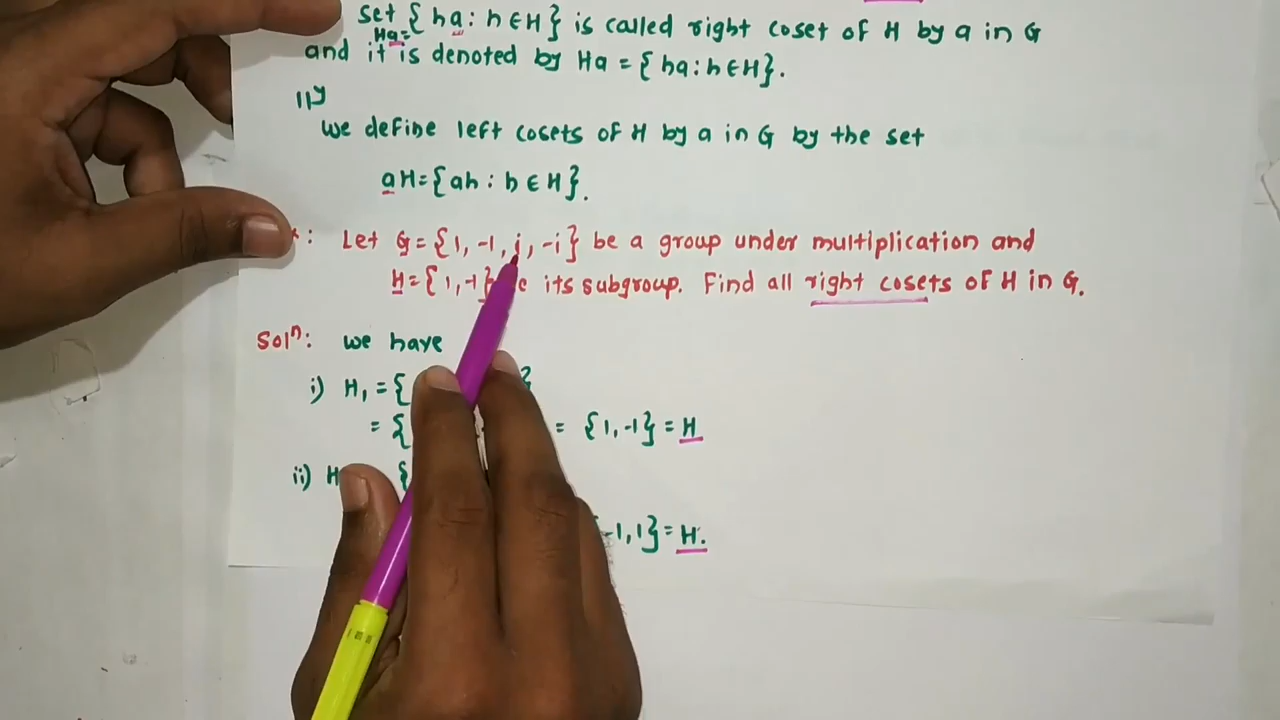 set {ha : h ∈ H} is called right coset of H by a in G
Ha=
and it is denoted by Ha = {ha : h ∈ H}.
|||ly
we define left cosets of H by a in G by the set
aH = {ah : h ∈ H}.
: Let G = {1, -1, i, -i} be a group under multiplication and
H = {1, -1} its subgroup. Find all right cosets of H in G.
Solⁿ: we have
i) H₁ = { }
= { = {1, -1} = H
ii) H {
-1, 1} = H.